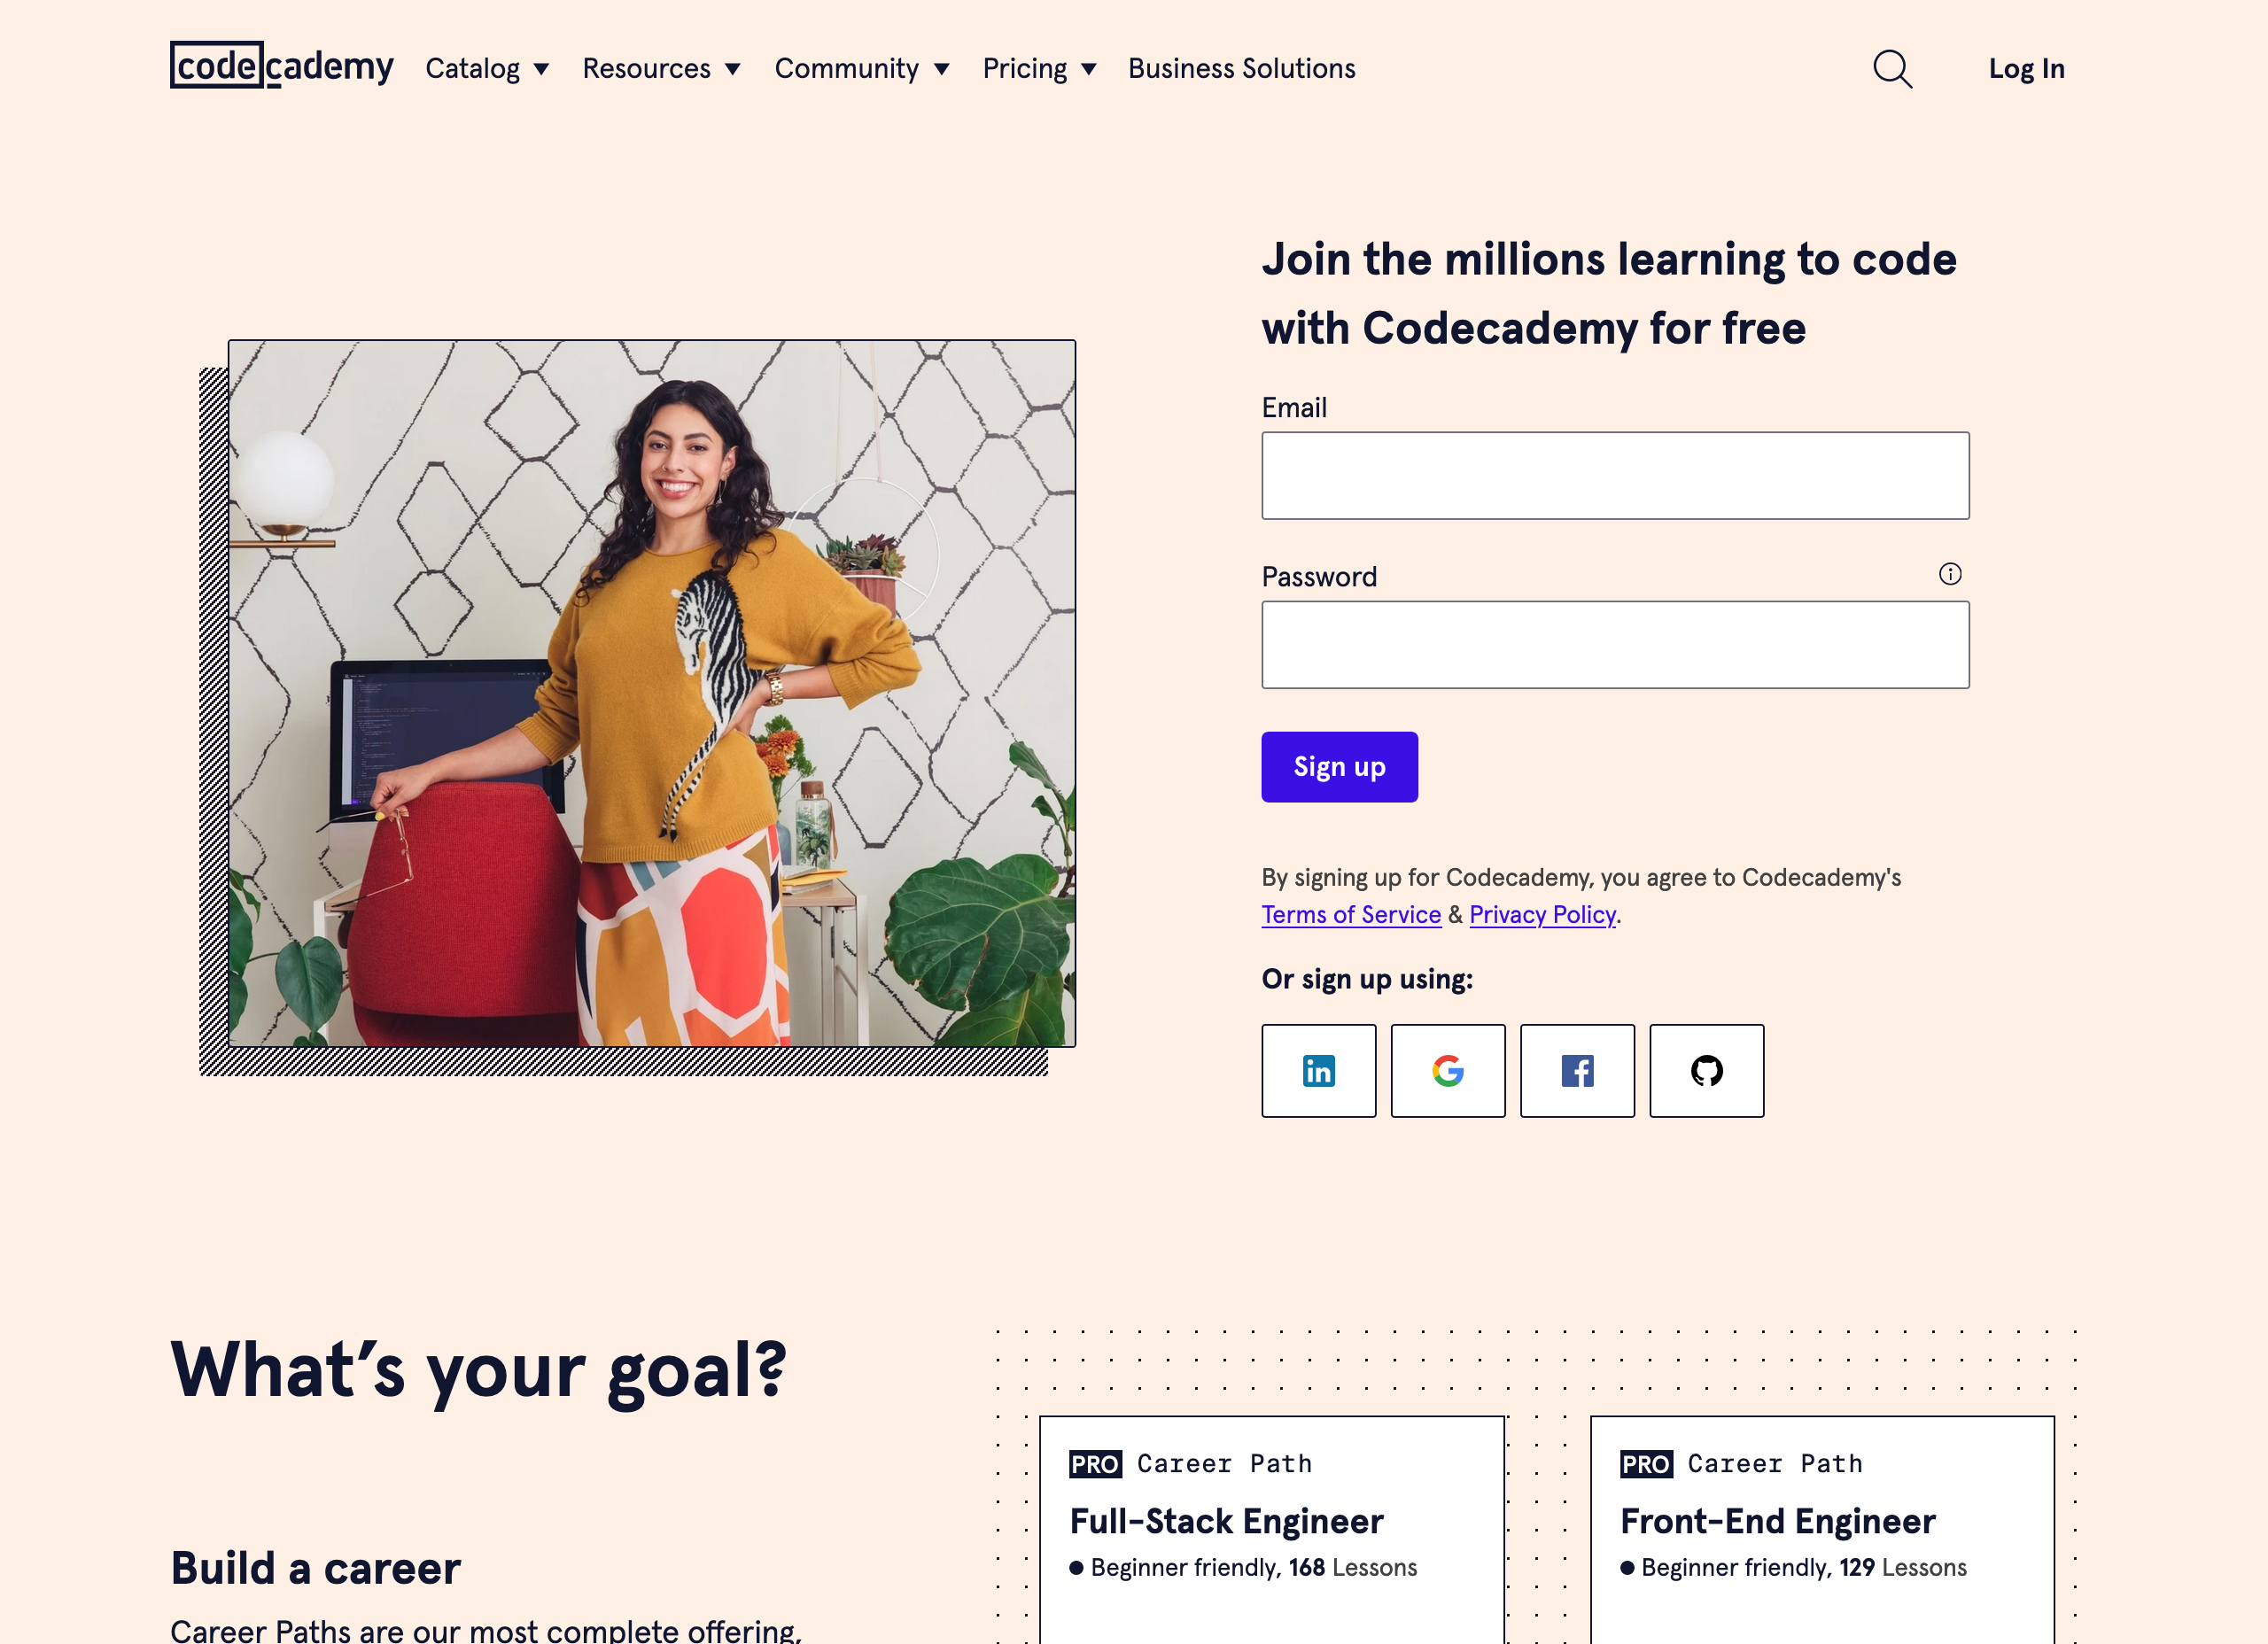 codecademy
Catalog
Resources
Community
Pricing
Business Solutions
Log In
Join the millions learning to code
with Codecademy for free
Email
Password
Sign up
By signing up for Codecademy, you agree to Codecademy's
Terms of Service & Privacy Policy.
Or sign up using:
What’s your goal?
Build a career
Career Paths are our most complete offering,
PRO Career Path
Full-Stack Engineer
Beginner friendly, 168 Lessons
PRO Career Path
Front-End Engineer
Beginner friendly, 129 Lessons